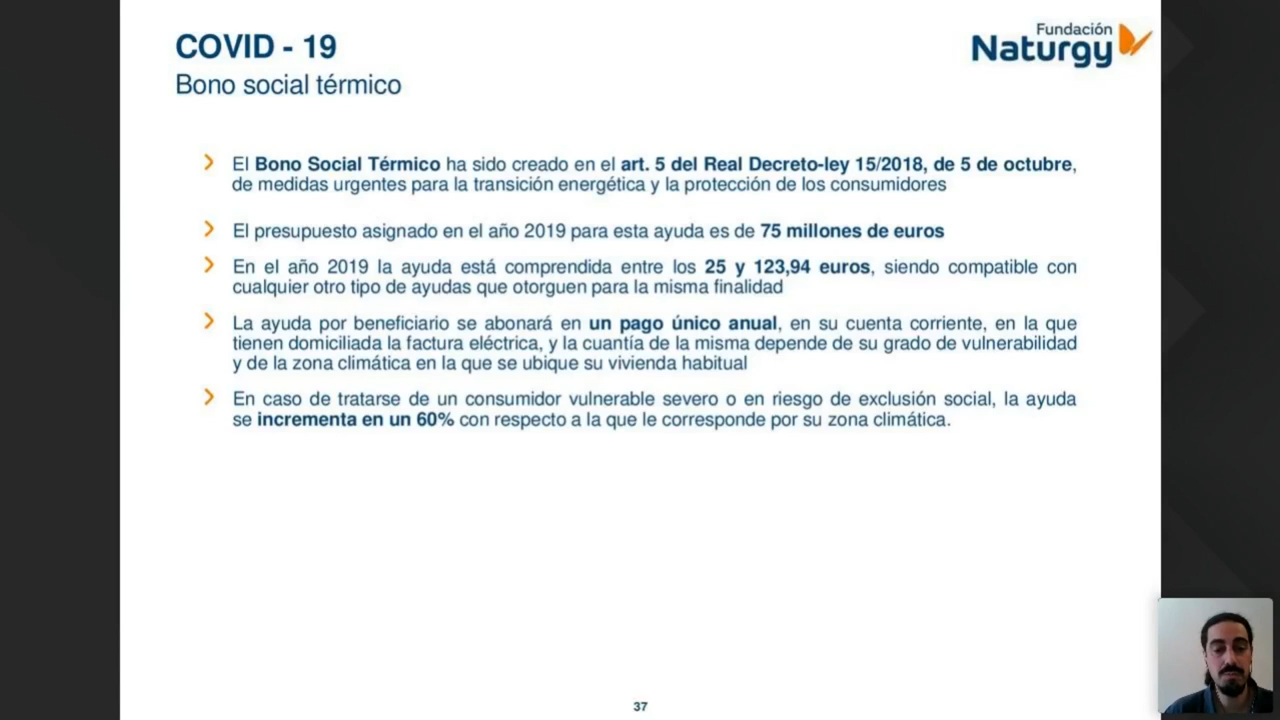 COVID - 19
Bono social térmico
Fundación
Naturgy
El Bono Social Térmico ha sido creado en el art. 5 del Real Decreto-ley 15/2018, de 5 de octubre,
de medidas urgentes para la transición energética y la protección de los consumidores
El presupuesto asignado en el año 2019 para esta ayuda es de 75 millones de euros
En el año 2019 la ayuda está comprendida entre los 25 y 123,94 euros, siendo compatible con
cualquier otro tipo de ayudas que otorguen para la misma finalidad
La ayuda por beneficiario se abonará en un pago único anual, en su cuenta corriente, en la que
tienen domiciliada la factura eléctrica, y la cuantía de la misma depende de su grado de vulnerabilidad
y de la zona climática en la que se ubique su vivienda habitual
En caso de tratarse de un consumidor vulnerable severo o en riesgo de exclusión social, la ayuda
se incrementa en un 60% con respecto a la que le corresponde por su zona climática.
37